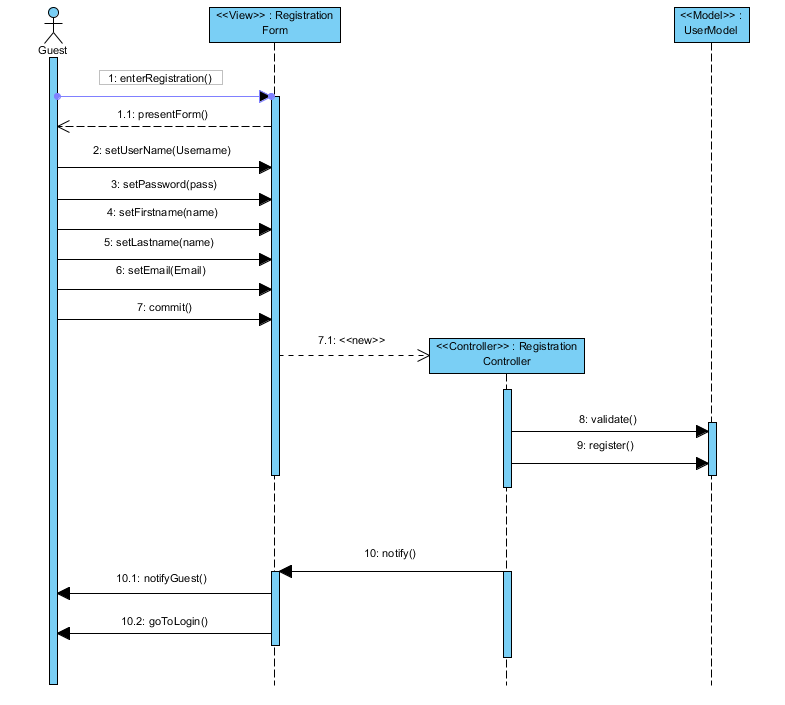 <<View>> : Registration
Form
<<Model>> :
UserModel
Guest
1: enterRegistration()
1.1: presentForm()
2: setUserName(Username)
3: setPassword(pass)
4: setFirstname(name)
5: setLastname(name)
6: setEmail(Email)
7: commit()
7.1: <<new>>
<<Controller>> : Registration
Controller
8: validate()
9: register()
10: notify()
10.1: notifyGuest()
10.2: goToLogin()